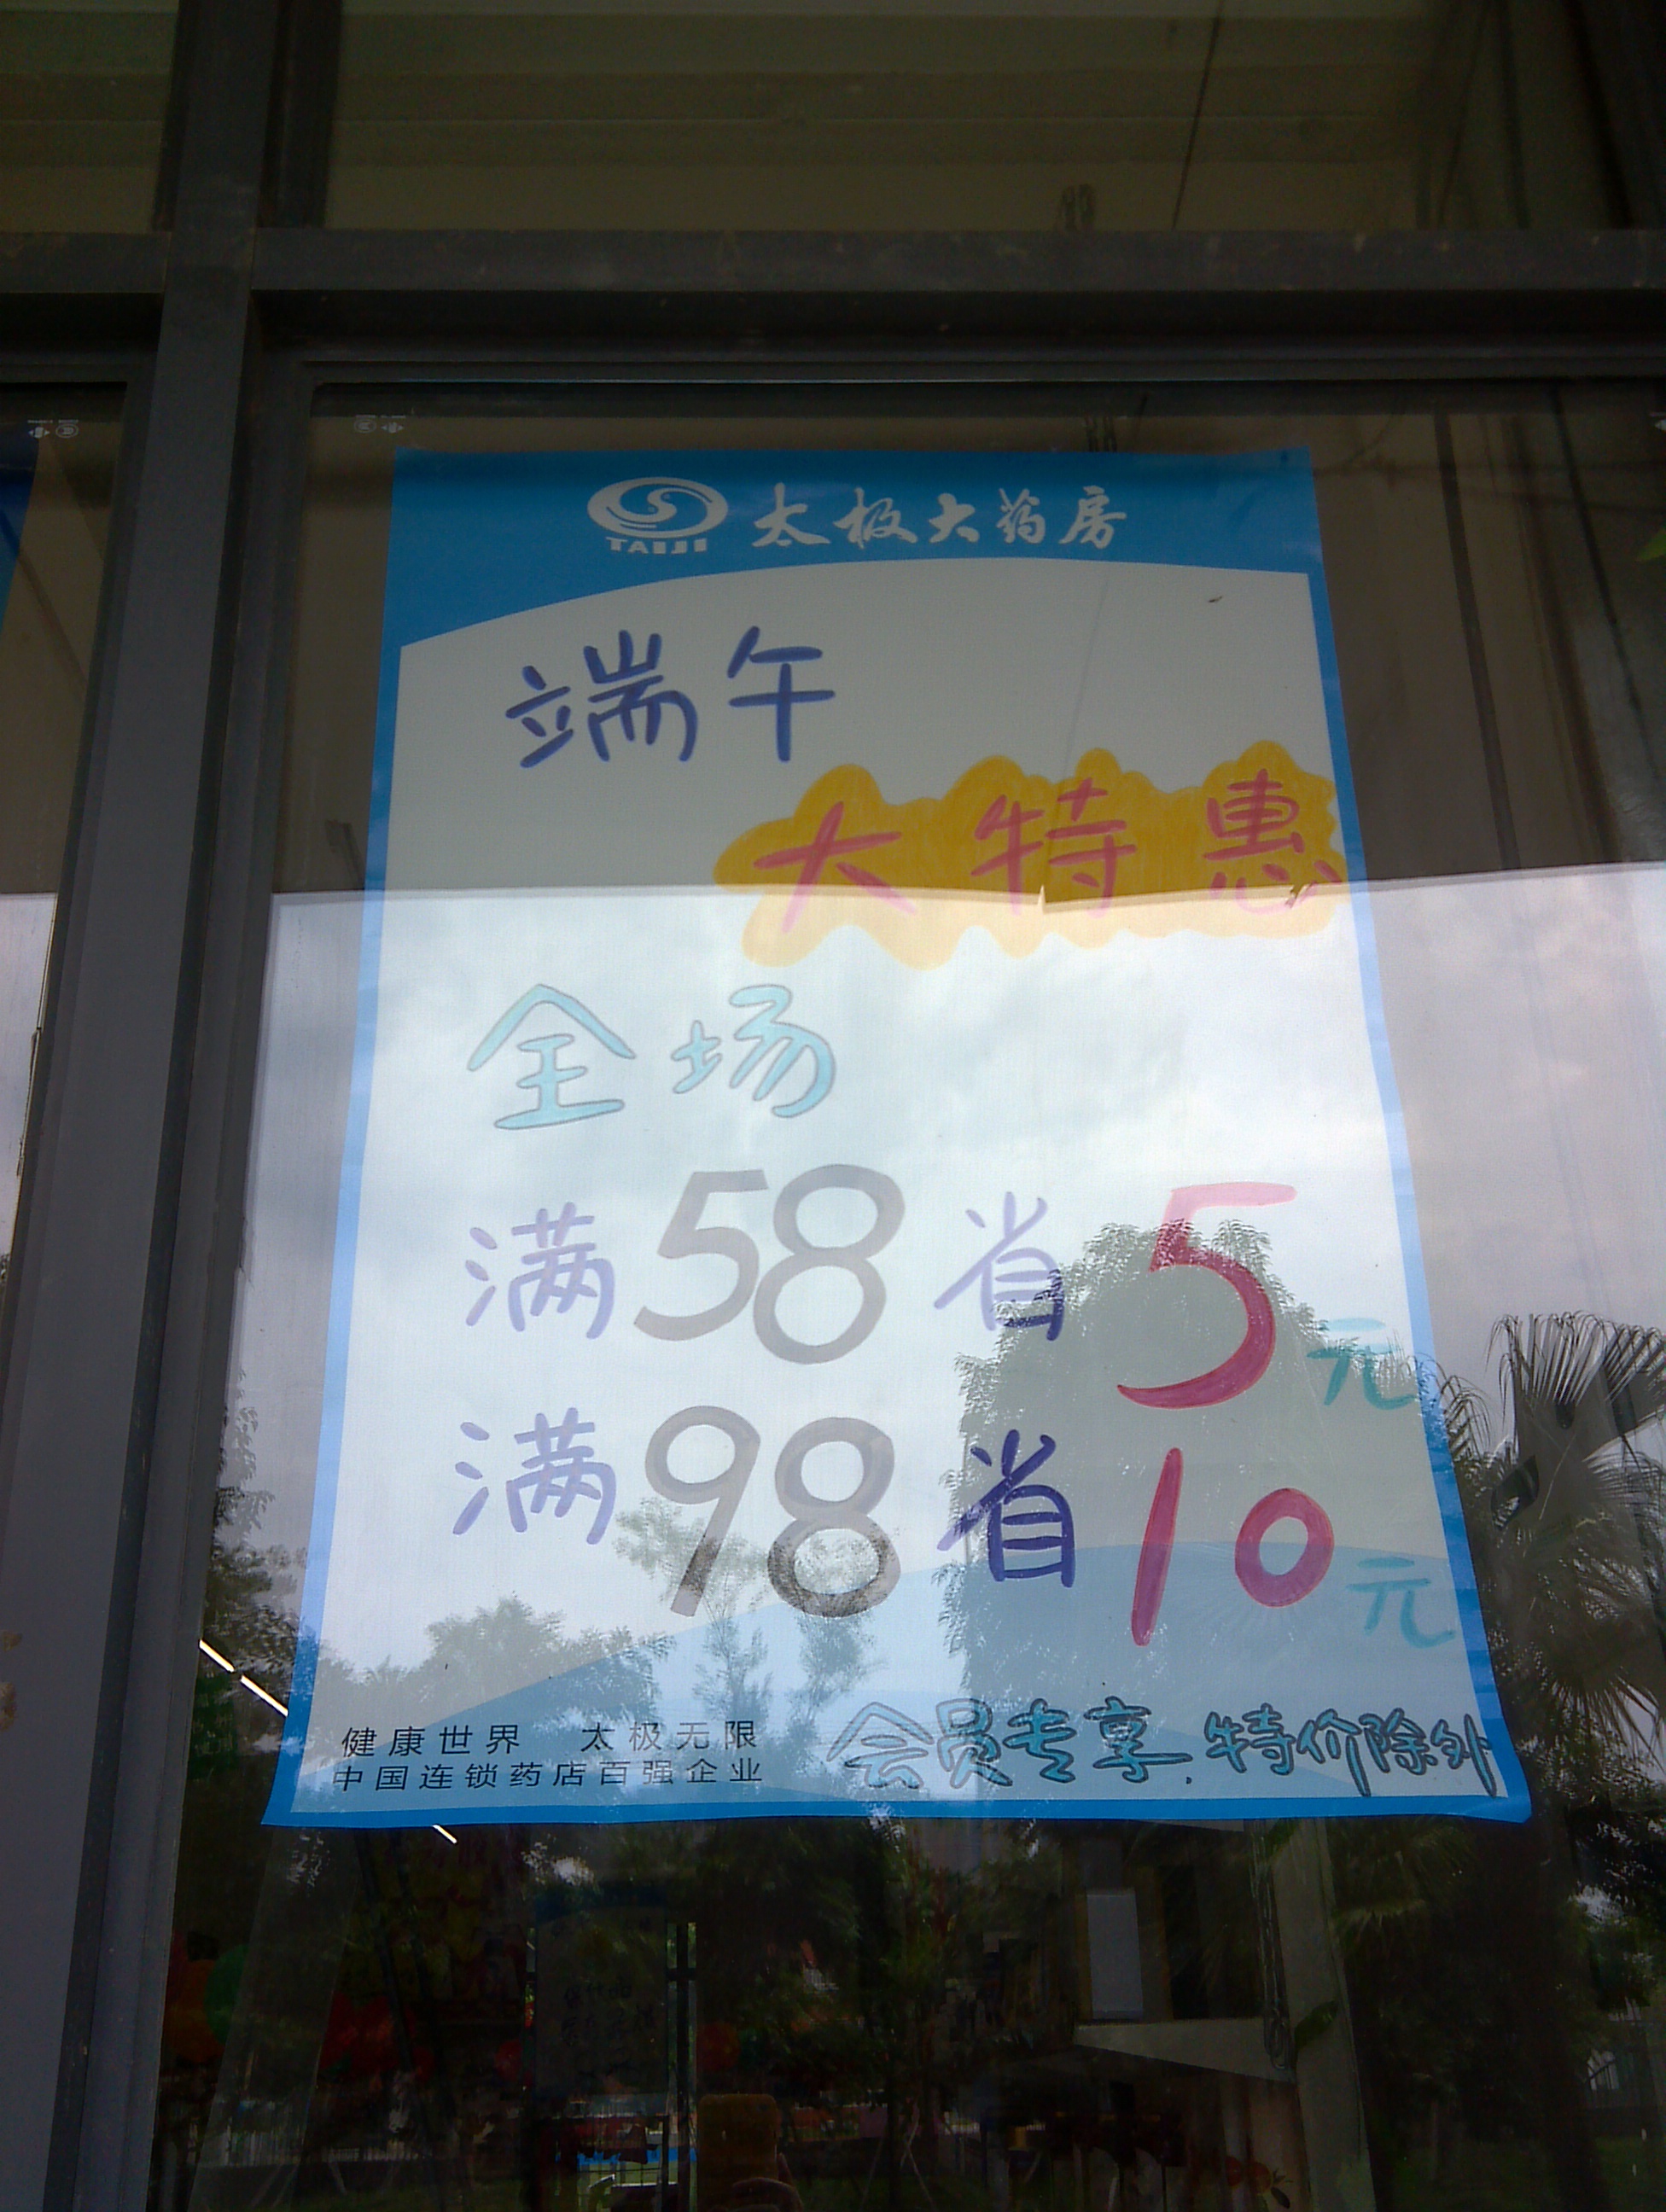 TAIJI 太极大药房
端午
大特惠
全场
满58省5元
满98省10元
健康世界 太极无限
中国连锁药店百强企业
会员专享.特价除外